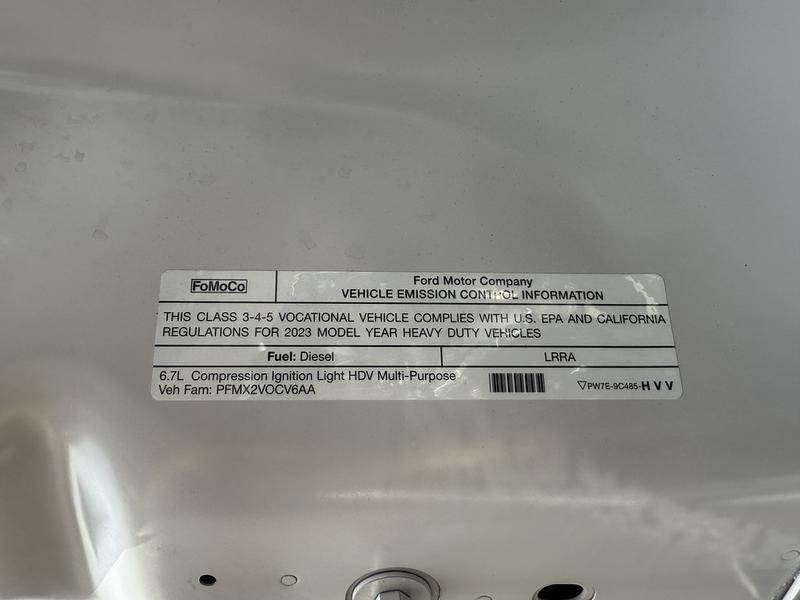 FoMoCo
Ford Motor Company
VEHICLE EMISSION CONTROL INFORMATION
THIS CLASS 3-4-5 VOCATIONAL VEHICLE COMPLIES WITH U.S. EPA AND CALIFORNIA
REGULATIONS FOR 2023 MODEL YEAR HEAVY DUTY VEHICLES
Fuel: Diesel
LRRA
6.7L Compression Ignition Light HDV Multi-Purpose
Veh Fam: PFMX2VOCV6AA
▽PW7E-9C485-HVV